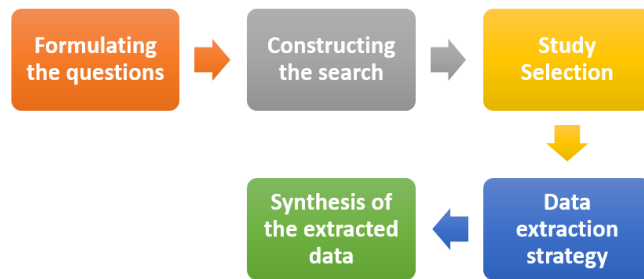 Formulating
the questions
Constructing
the search
Study
Selection
Data
extraction
strategy
Synthesis of
the extracted
data